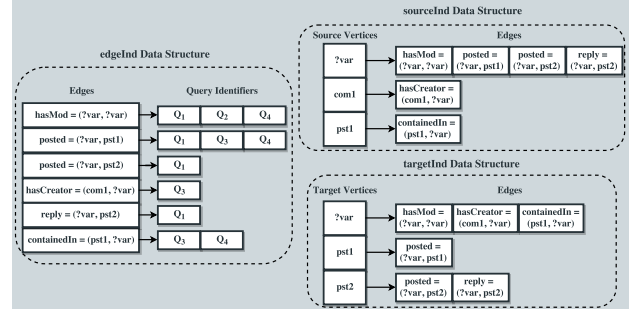 edgeInd Data Structure
Edges Query Identifiers
hasMod = (?var, ?var) Q1 Q2 Q4
posted = (?var, pst1) Q1 Q3 Q4
posted = (?var, pst2) Q1
hasCreator = (com1, ?var) Q3
reply = (?var, pst2) Q1
containedIn = (pst1, ?var) Q3 Q4
sourceInd Data Structure
Source Vertices Edges
?var
hasMod =
(?var, ?var)
posted =
(?var, pst1)
posted =
(?var, pst2)
reply =
(?var, pst2)
com1
hasCreator =
(com1, ?var)
pst1
containedIn =
(pst1, ?var)
targetInd Data Structure
Target Vertices Edges
?var
hasMod =
(?var, ?var)
hasCreator =
(com1, ?var)
containedIn =
(pst1, ?var)
pst1
posted =
(?var, pst1)
pst2
posted =
(?var, pst2)
reply =
(?var, pst2)